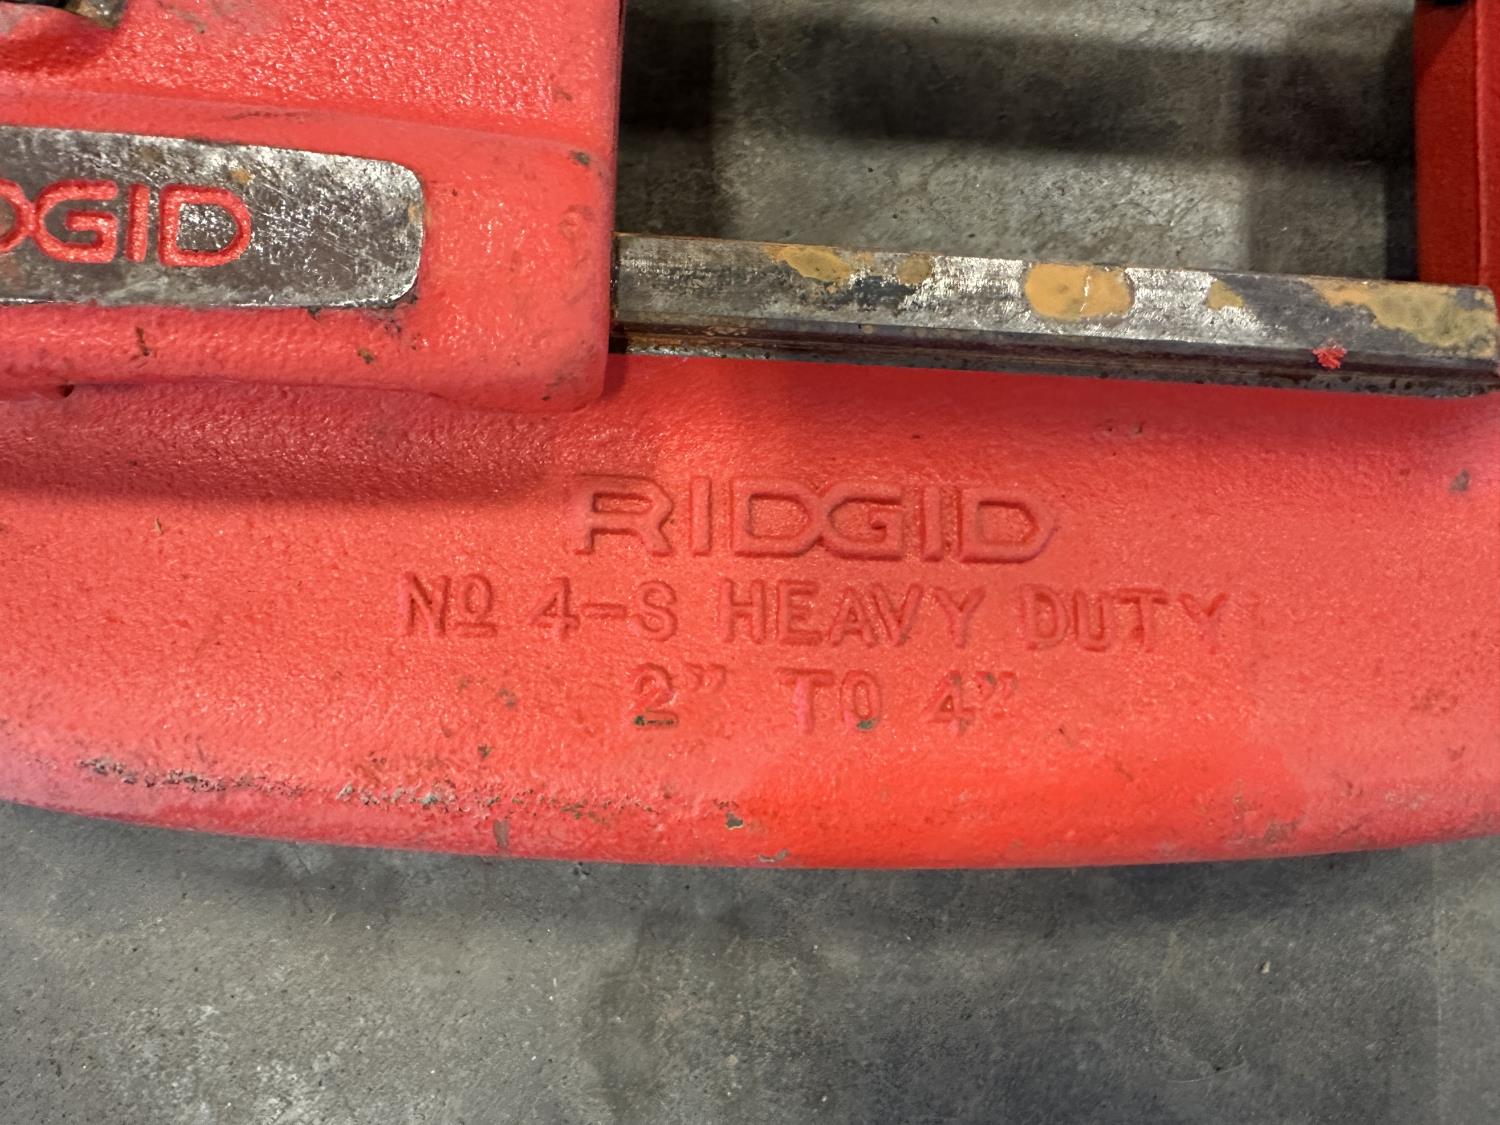 RIDGID
RIDGID
Nº 4-S HEAVY DUTY
2" TO 4"